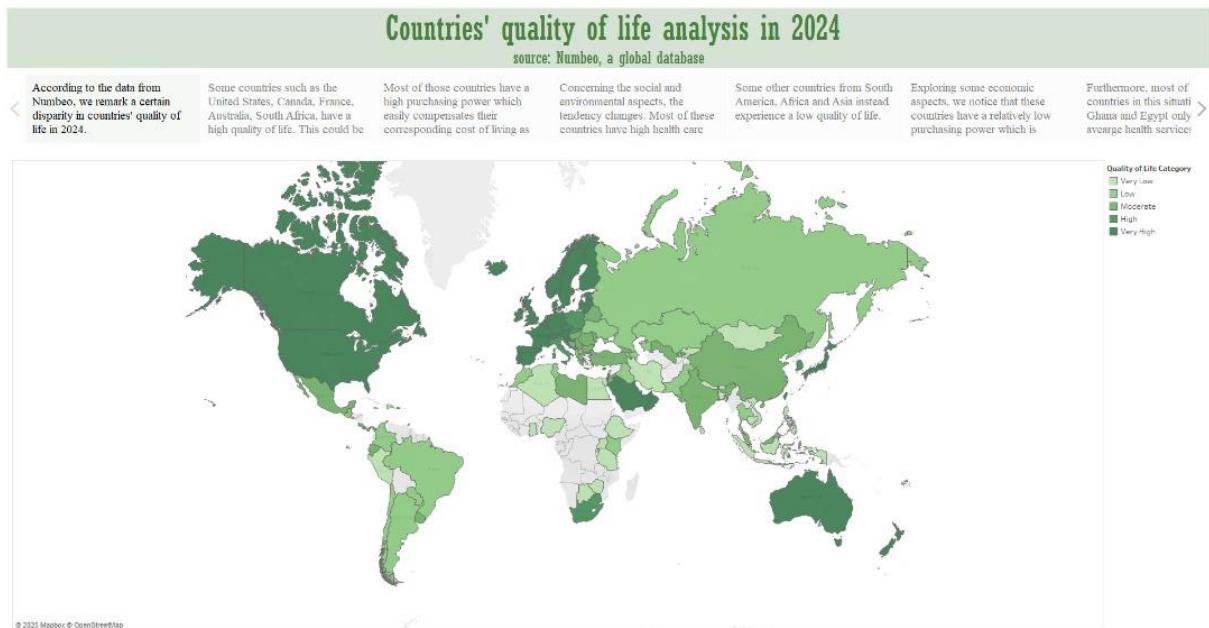 Countries' quality of life analysis in 2024
source: Numbeo, a global database
According to the data from
Numbeo, we remark a certain
disparity in countries' quality of
life in 2024.
Some countries such as the
United States, Canada, France,
Australia, South Africa, have a
high quality of life. This could be
Most of those countries have a
high purchasing power which
easily compensates their
corresponding cost of living as
Concerning the social and
environmental aspects, the
tendency changes. Most of these
countries have high health care
Some other countries from South
America, Africa and Asia instead
experience a low quality of life.
Exploring some economic
aspects, we notice that these
countries have a relatively low
purchasing power which is
Furthermore, most of
countries in this situati
Ghana and Egypt only
avearge health service
Quality of Life Category
Very Low
Low
Moderate
High
Very High
© 2025 Mapbox © OpenStreetMap